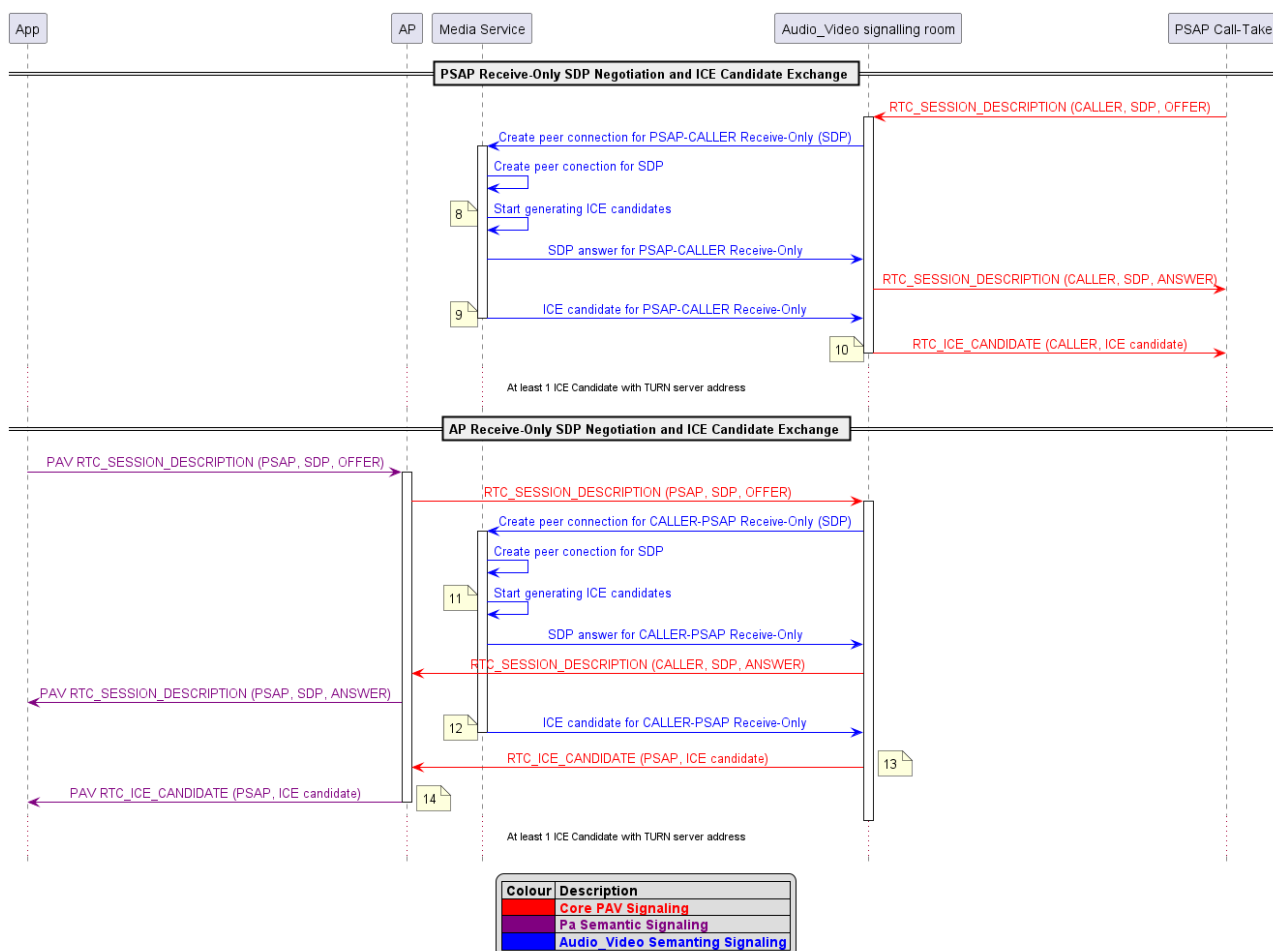 App
AP
Media Service
Audio_Video signalling room
PSAP Call-Take
PSAP Receive-Only SDP Negotiation and ICE Candidate Exchange
RTC_SESSION_DESCRIPTION (CALLER, SDP, OFFER)
Create peer connection for PSAP-CALLER Receive-Only (SDP)
Create peer conection for SDP
8
Start generating ICE candidates
SDP answer for PSAP-CALLER Receive-Only
RTC_SESSION_DESCRIPTION (CALLER, SDP, ANSWER)
9
ICE candidate for PSAP-CALLER Receive-Only
10
RTC_ICE_CANDIDATE (CALLER, ICE candidate)
At least 1 ICE Candidate with TURN server address
AP Receive-Only SDP Negotiation and ICE Candidate Exchange
PAV RTC_SESSION_DESCRIPTION (PSAP, SDP, OFFER)
RTC_SESSION_DESCRIPTION (PSAP, SDP, OFFER)
Create peer connection for CALLER-PSAP Receive-Only (SDP)
Create peer conection for SDP
11
Start generating ICE candidates
SDP answer for CALLER-PSAP Receive-Only
RTC_SESSION_DESCRIPTION (CALLER, SDP, ANSWER)
PAV RTC_SESSION_DESCRIPTION (PSAP, SDP, ANSWER)
12
ICE candidate for CALLER-PSAP Receive-Only
RTC_ICE_CANDIDATE (PSAP, ICE candidate)
13
PAV RTC_ICE_CANDIDATE (PSAP, ICE candidate)
14
At least 1 ICE Candidate with TURN server address
Colour Description
Core PAV Signaling
Pa Semantic Signaling
Audio_Video Semanting Signaling